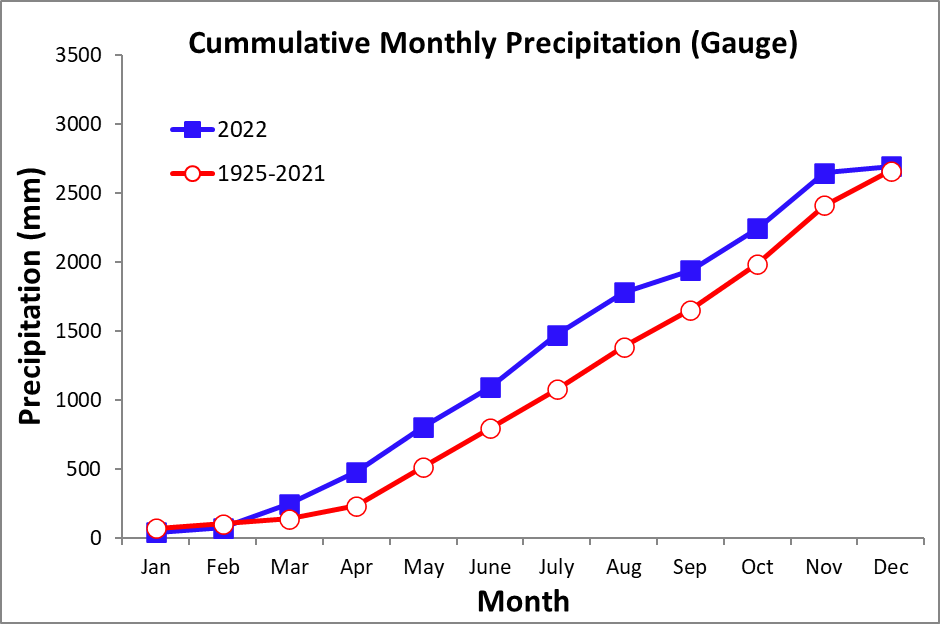 Cummulative Monthly Precipitation (Gauge)
3500
3000
2500
2000
1500
1000
500
0
2022
1925-2021
Precipitation (mm)
Jan Feb Mar Apr May June July Aug Sep Oct Nov Dec
Month